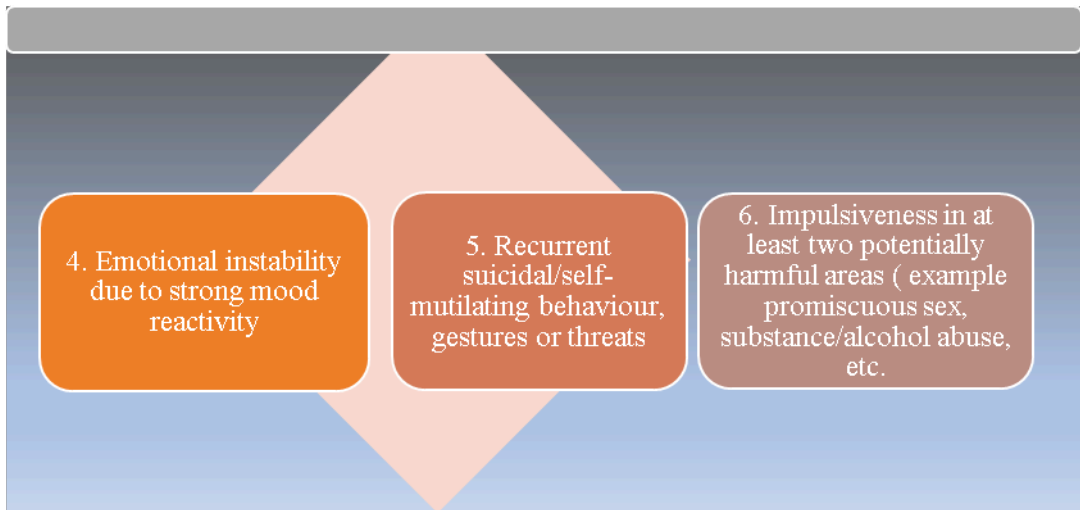 4. Emotional instability
due to strong mood
reactivity
5. Recurrent
suicidal/self-
mutilating behaviour,
gestures or threats
6. Impulsiveness in at
least two potentially
harmful areas ( example
promiscuous sex,
substance/alcohol abuse,
etc.